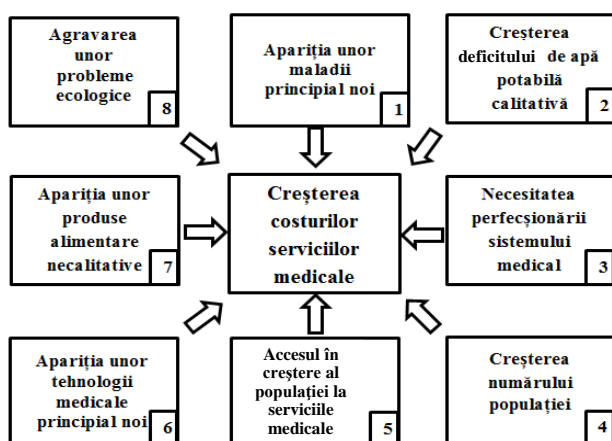 Agravarea
unor
probleme
ecologice
8
Apariția unor
maladii
principial noi
1
Creșterea
deficitului de apă
potabilă
calitativă
2
Apariția unor
produse
alimentare
necalitative
7
Creșterea
costurilor
serviciilor
medicale
Necesitatea
perfecșionării
sistemului
medical
3
Apariția unor
tehnologii
medicale
principial noi
6
Accesul în
creștere al
populației la
serviciile
medicale
5
Creșterea
numărului
populației
4